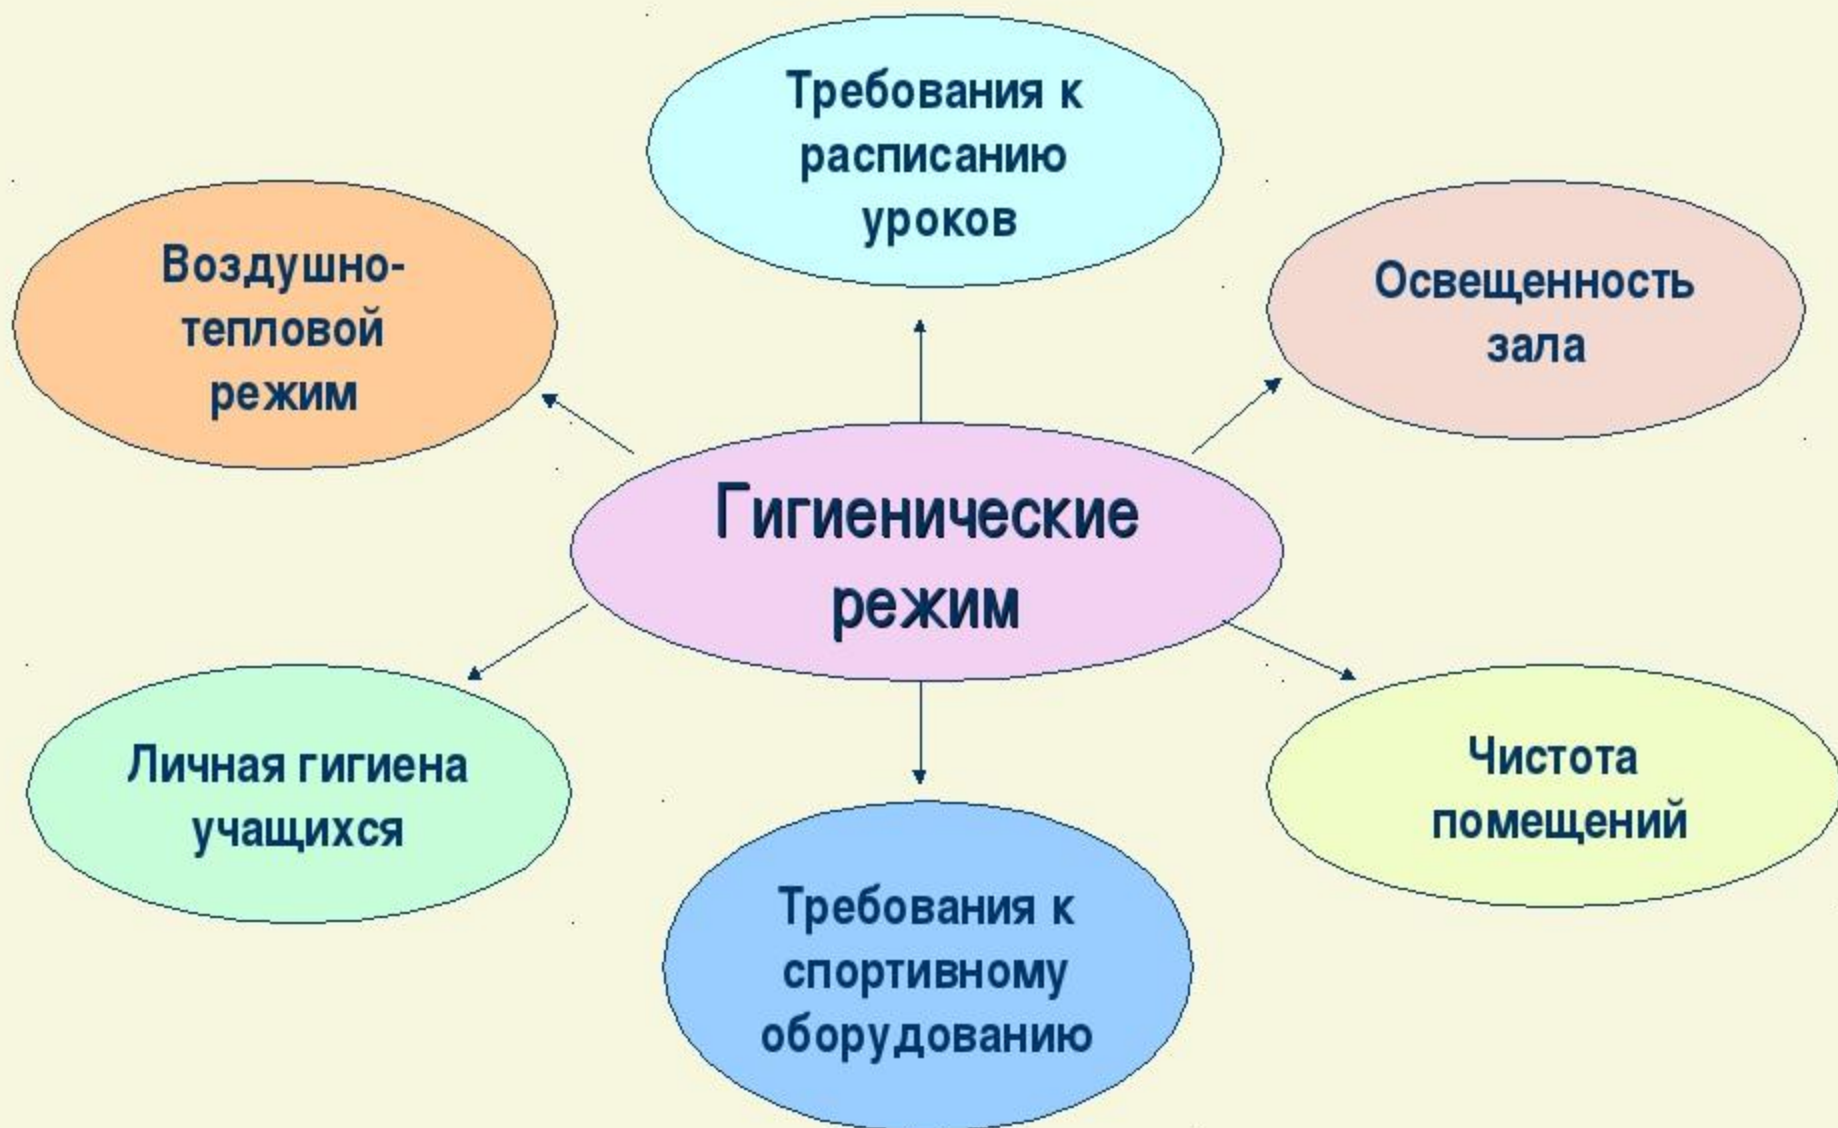 Требования к
расписанию
уроков
Воздушно-
тепловой
режим
Освещенность
зала
Гигиенические
режим
Личная гигиена
учащихся
Чистота
помещений
Требования к
спортивному
оборудованию